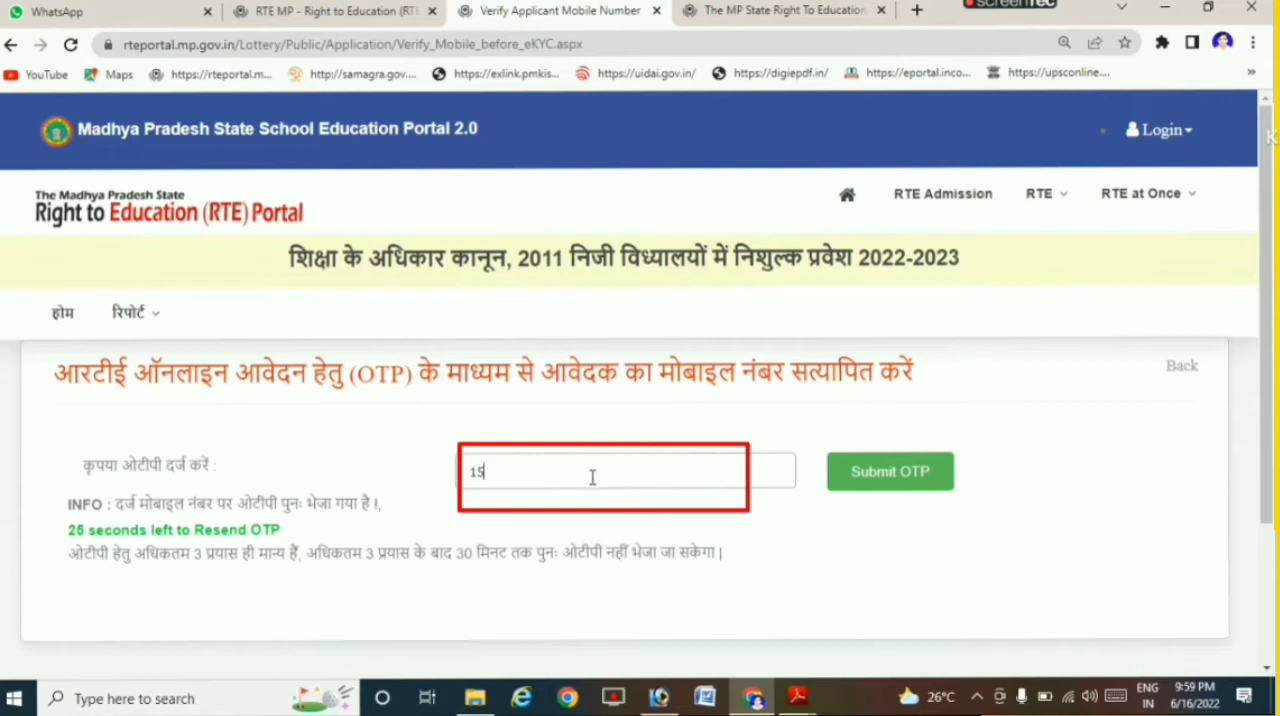 WhatsApp
RTE MP - Right to Education (RTE
Verify Applicant Mobile Number
The MP State Right To Education
rteportal.mp.gov.in/Lottery/Public/Application/Verify_Mobile_before_eKYC.aspx
YouTube Maps https://rteportal.m... http://samagra.gov.... https://exlink.pmkis... https://uidai.gov.in/ https://digiepdf.in/ https://eportal.inco... https://upsconline....
Madhya Pradesh State School Education Portal 2.0
Login
The Madhya Pradesh State
Right to Education (RTE) Portal
RTE Admission RTE RTE at Once
शिक्षा के अधिकार कानून, 2011 निजी विध्यालयों में निशुल्क प्रवेश 2022-2023
होम रिपोर्ट
आरटीई ऑनलाइन आवेदन हेतु (OTP) के माध्यम से आवेदक का मोबाइल नंबर सत्यापित करें
Back
कृपया ओटीपी दर्ज करें :
15
Submit OTP
INFO : दर्ज मोबाइल नंबर पर ओटीपी पुनः भेजा गया है !,
25 seconds left to Resend OTP
ओटीपी हेतु अधिकतम 3 प्रयास ही मान्य हैं, अधिकतम 3 प्रयास के बाद 30 मिनट तक पुनः ओटीपी नहीं भेजा जा सकेगा |
Type here to search
26°C
ENG
IN
9:59 PM
6/16/2022